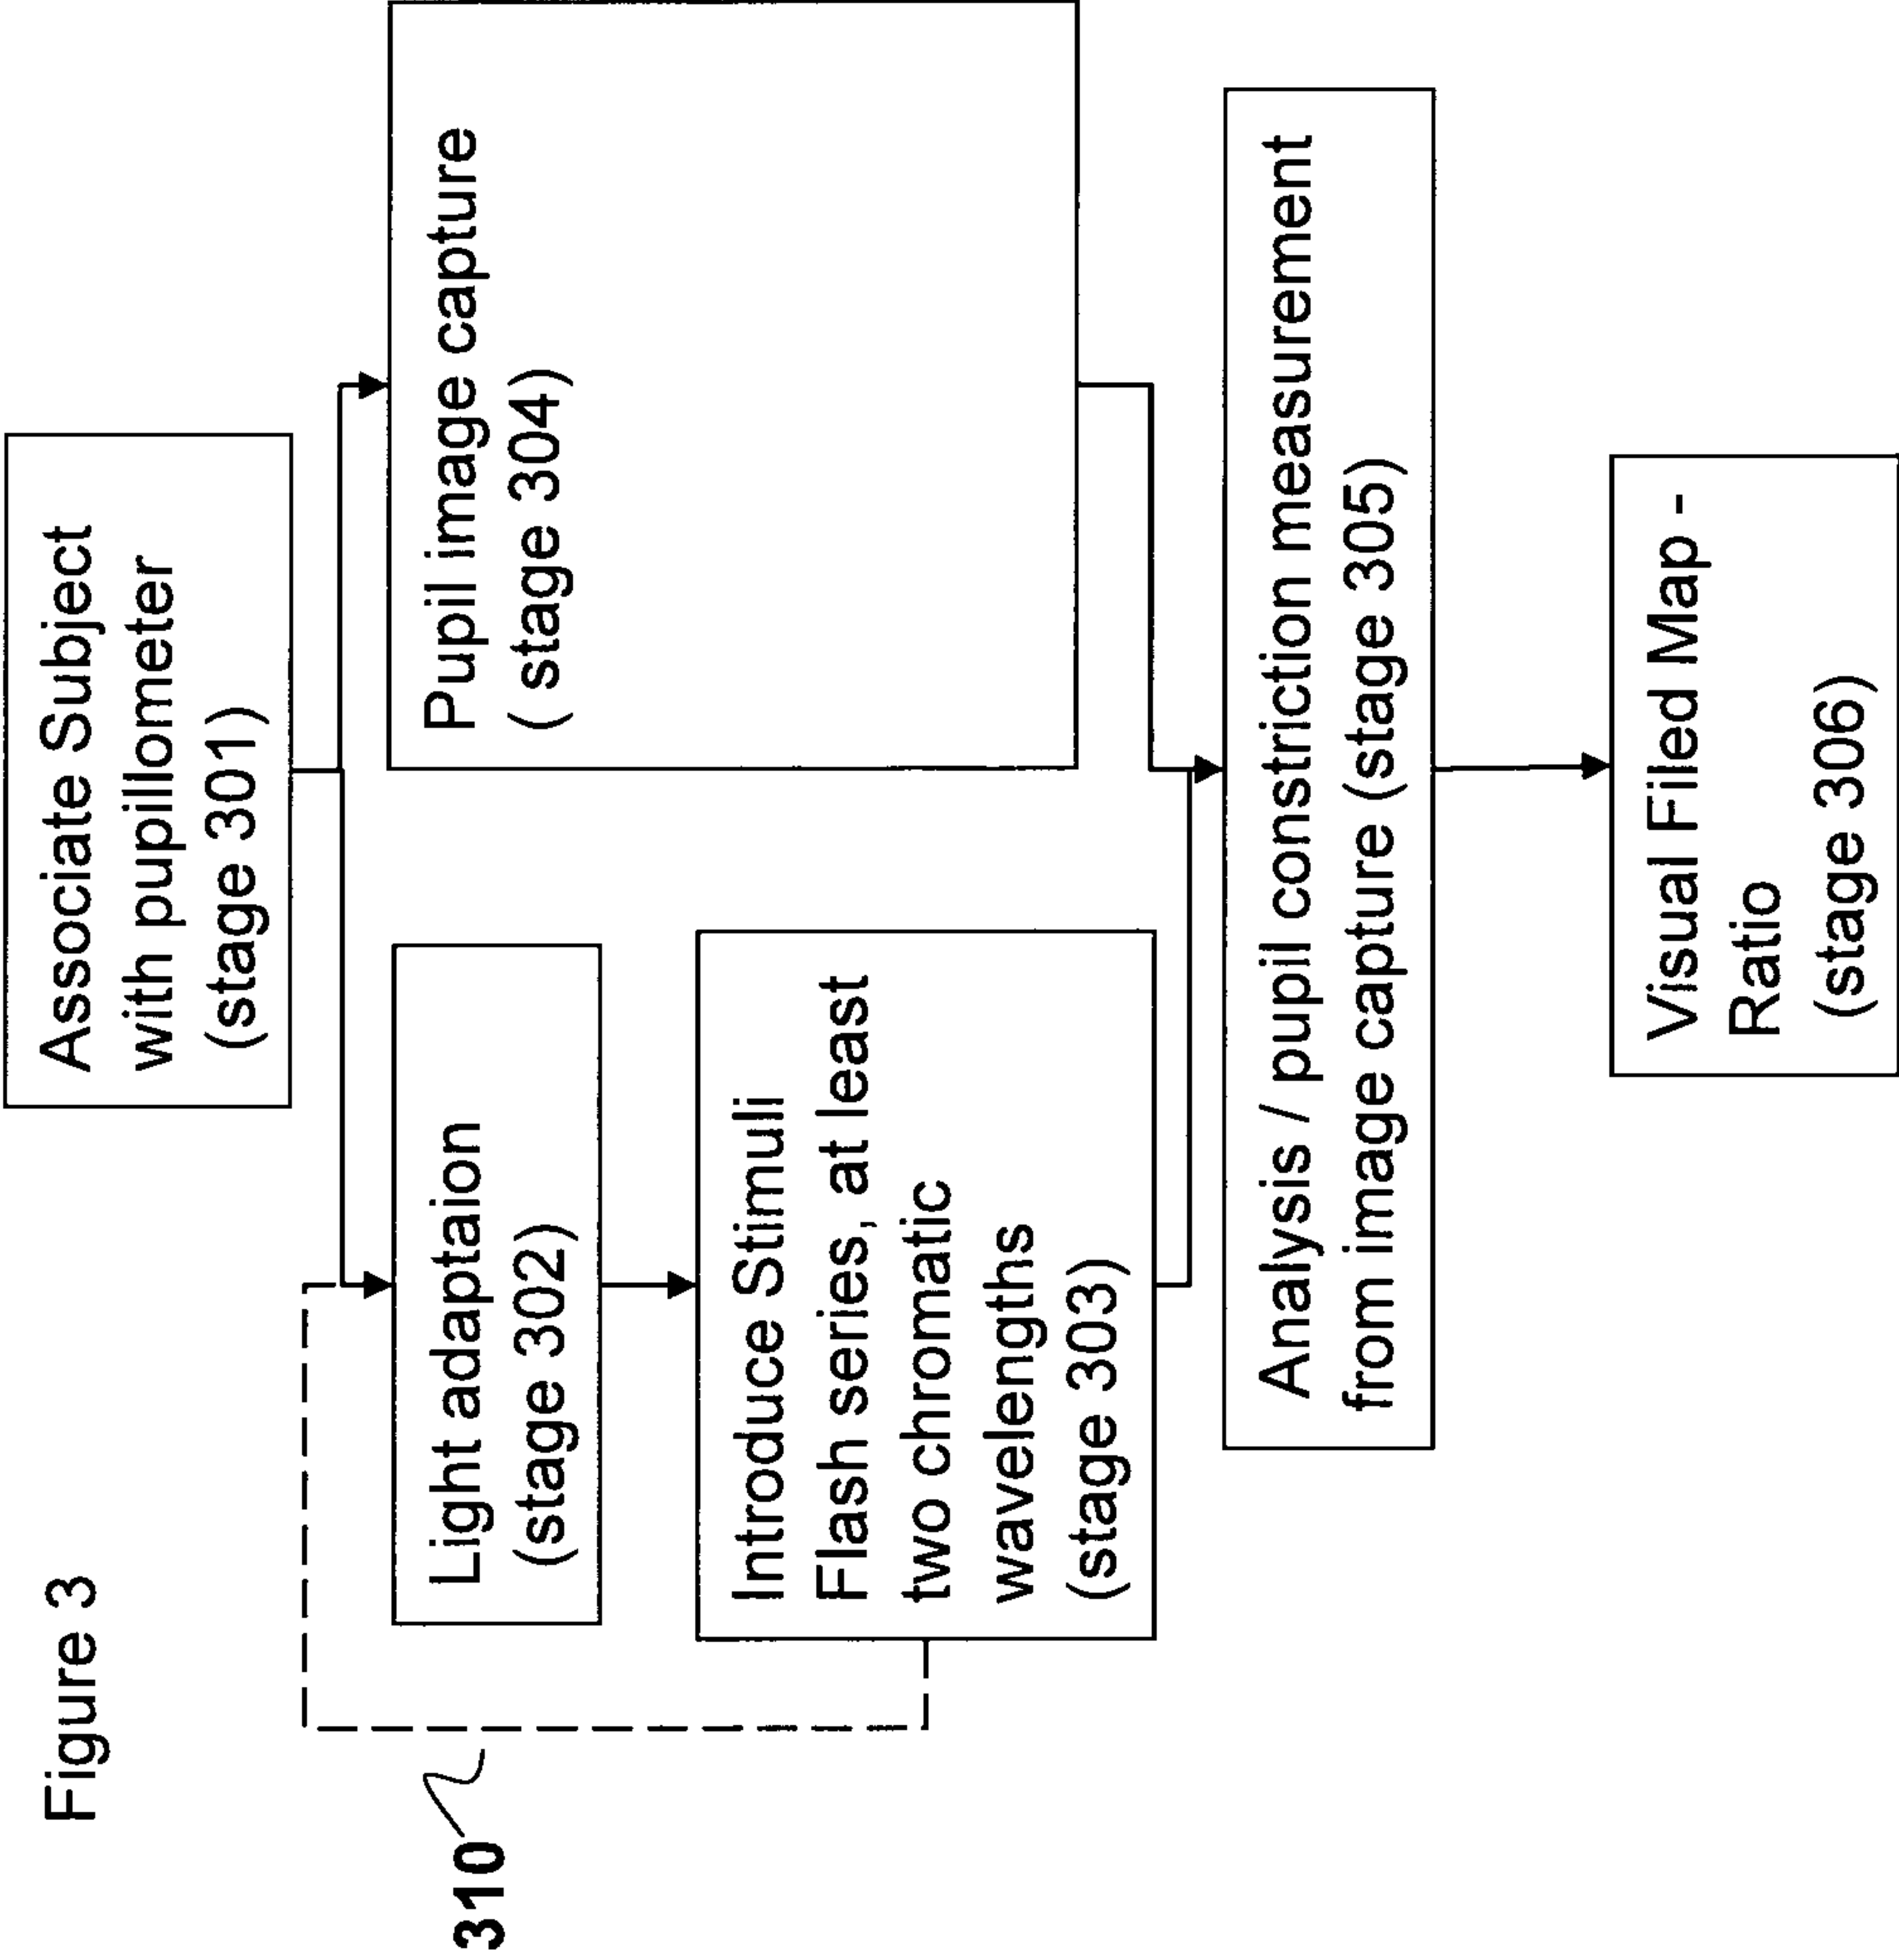 Figure 3
Associate Subject
with pupillometer
(stage 301)
310
Light adaptaion
(stage 302)
Pupil image capture
(stage 304)
Introduce Stimuli
Flash series, at least
two chromatic
wavelengths
(stage 303)
Analysis / pupil constriction measurement
from image capture (stage 305)
Visual Filed Map -
Ratio
(stage 306)